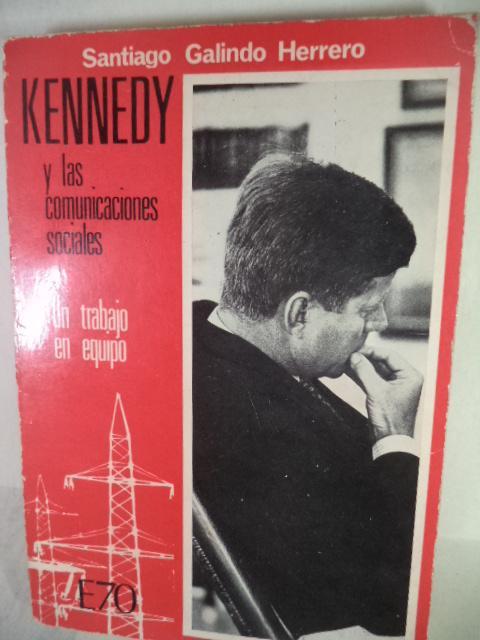 Santiago Galindo Herrero
KENNEDY
y las
comunicaciones
sociales
un trabajo
en equipo
E70